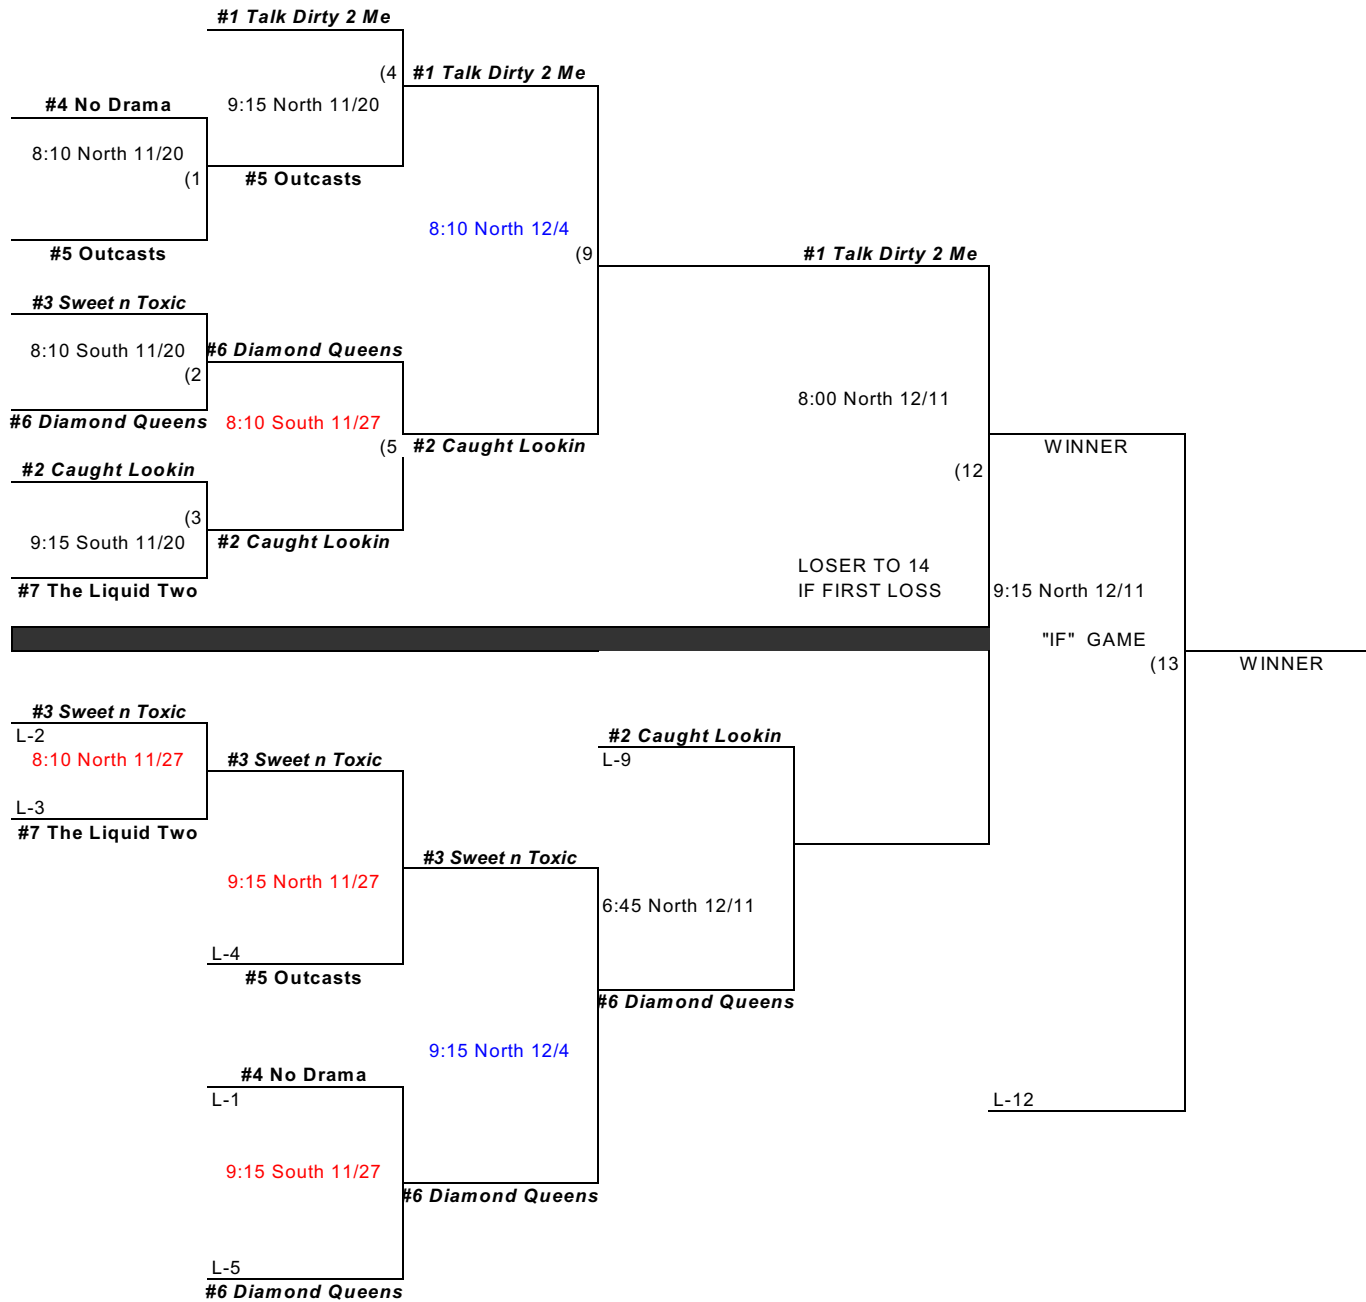 #1 Talk Dirty 2 Me
(4
#1 Talk Dirty 2 Me
#4 No Drama
9:15 North 11/20
8:10 North 11/20
(1
#5 Outcasts
8:10 North 12/4
#5 Outcasts
(9
#1 Talk Dirty 2 Me
#3 Sweet n Toxic
8:10 South 11/20
#6 Diamond Queens
(2
8:00 North 12/11
#6 Diamond Queens
8:10 South 11/27
(5
#2 Caught Lookin
WINNER
#2 Caught Lookin
(12
(3
9:15 South 11/20
#2 Caught Lookin
LOSER TO 14
IF FIRST LOSS
#7 The Liquid Two
9:15 North 12/11
"IF" GAME
(13
WINNER
#3 Sweet n Toxic
L-2
#2 Caught Lookin
8:10 North 11/27
#3 Sweet n Toxic
L-9
L-3
#7 The Liquid Two
#3 Sweet n Toxic
9:15 North 11/27
6:45 North 12/11
L-4
#5 Outcasts
#6 Diamond Queens
9:15 North 12/4
#4 No Drama
L-1
L-12
9:15 South 11/27
#6 Diamond Queens
L-5
#6 Diamond Queens